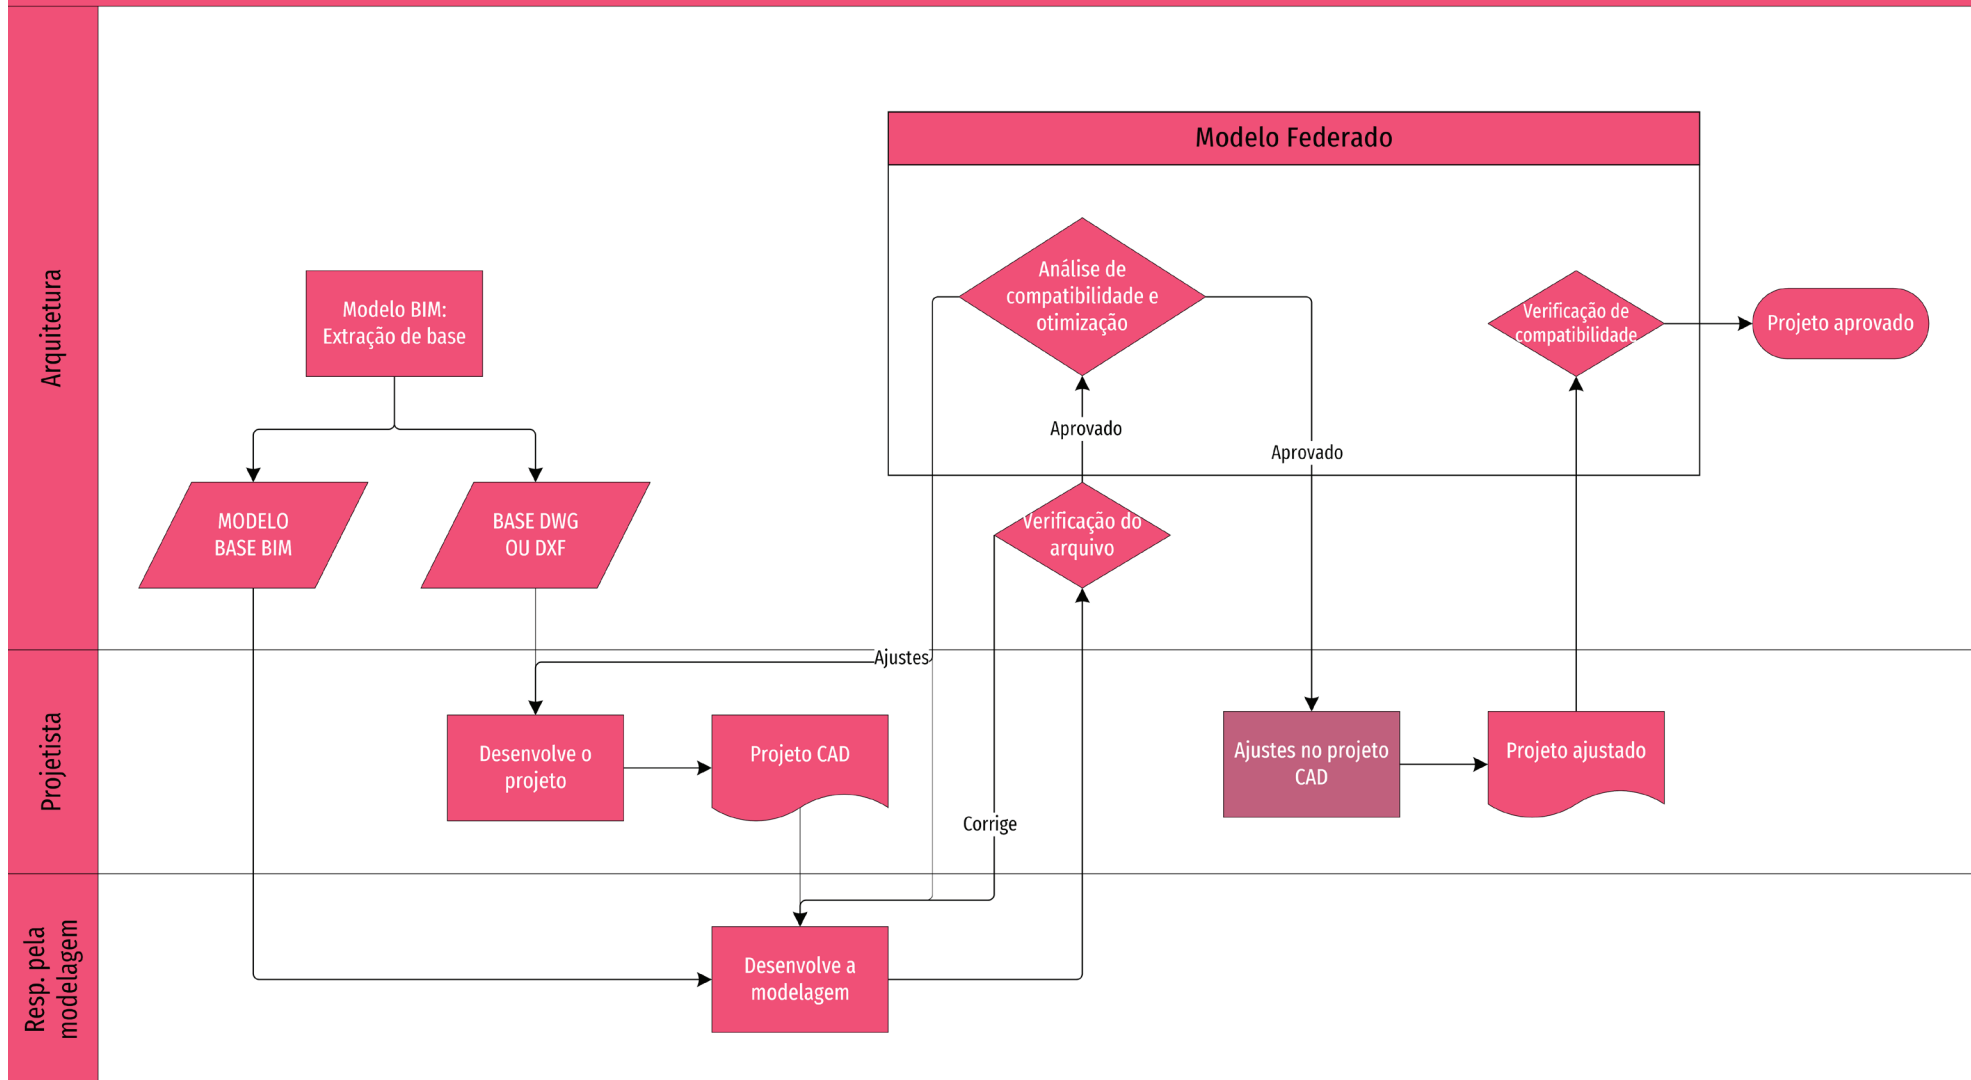 Arquitetura
Modelo Federado
Análise de
compatibilidade e
otimização
Modelo BIM:
Extração de base
Verificação de
compatibilidade
Projeto aprovado
Aprovado
Aprovado
MODELO
BASE BIM
BASE DWG
OU DXF
Verificação do
arquivo
Projetista
Ajustes
Desenvolve o
projeto
Projeto CAD
Ajustes no projeto
CAD
Projeto ajustado
Corrige
Resp. pela
modelagem
Desenvolve a
modelagem